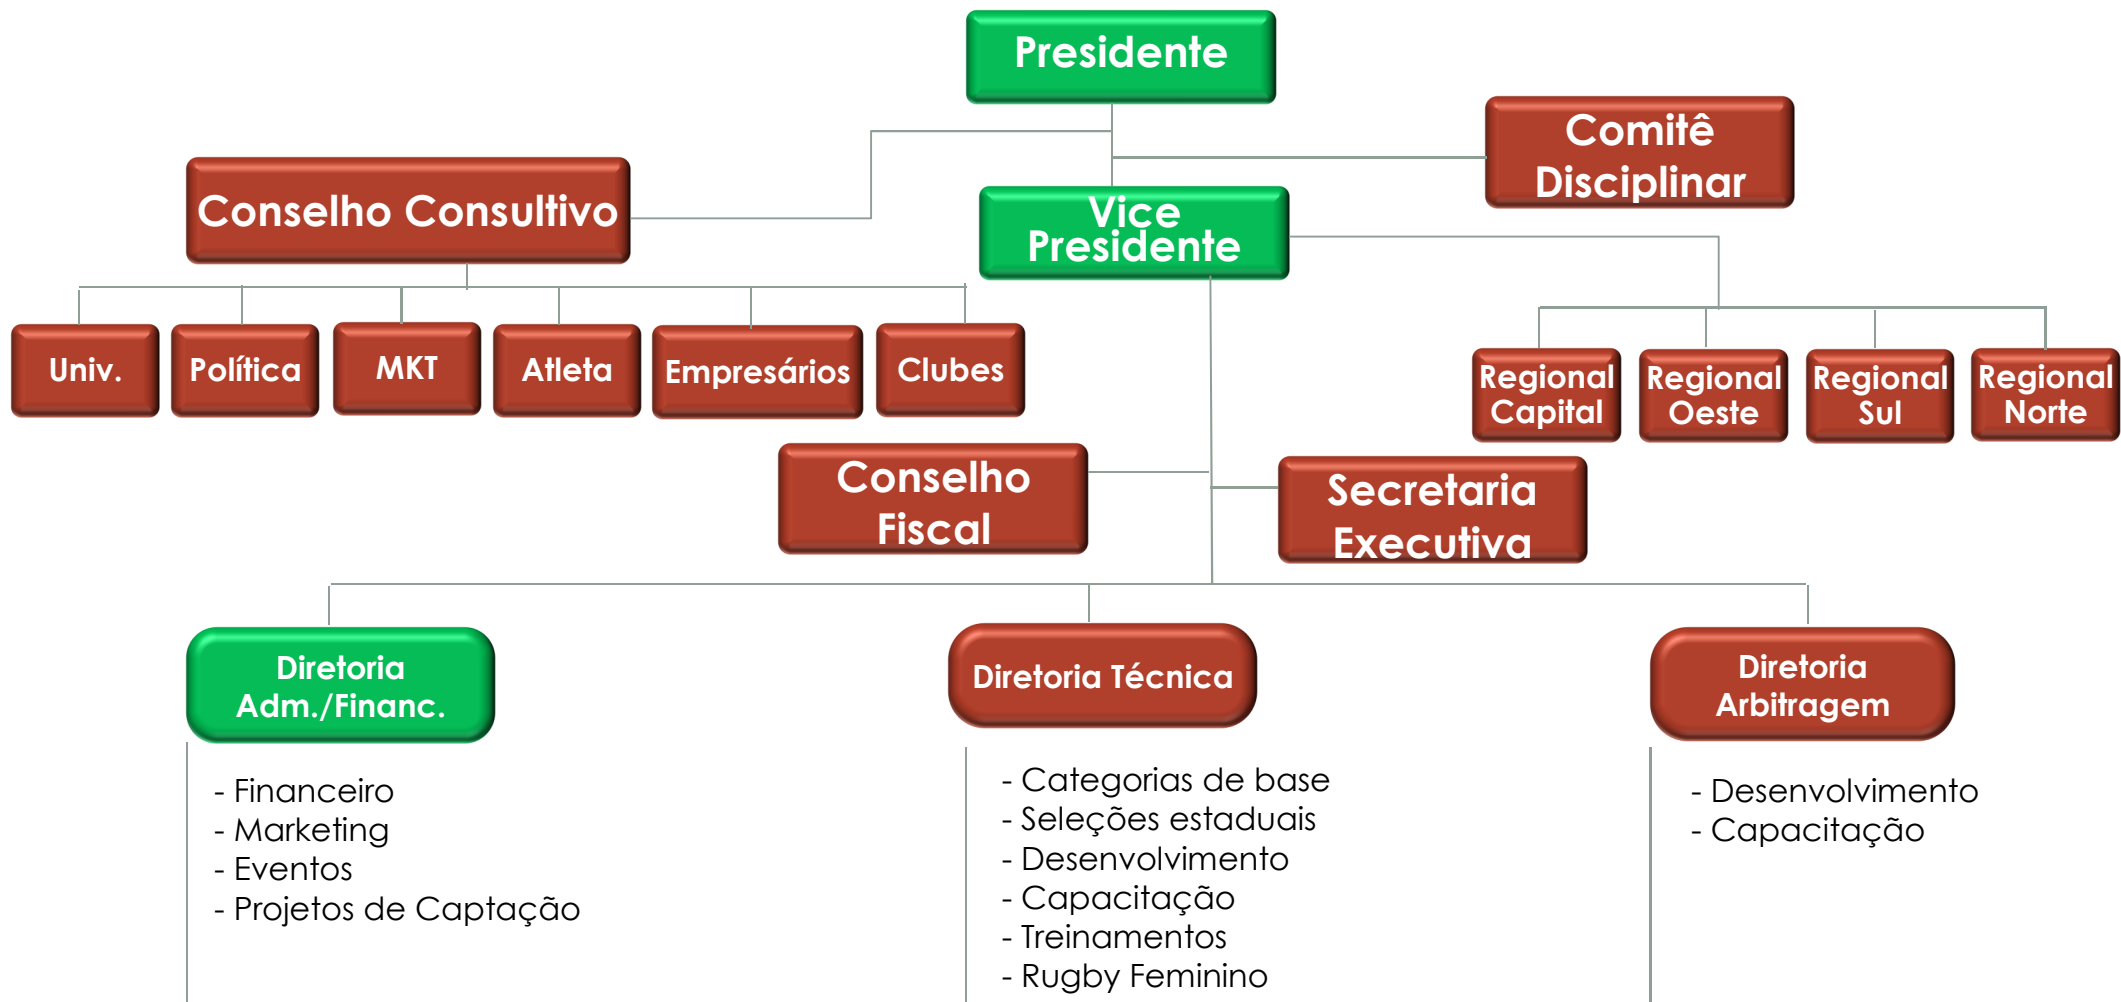 Presidente
Comitê
Disciplinar
Conselho Consultivo
Vice
Presidente
Univ.
Política
MKT
Atleta
Empresários
Clubes
Regional
Capital
Regional
Oeste
Regional
Sul
Regional
Norte
Conselho
Fiscal
Secretaria
Executiva
Diretoria
Adm./Financ.
Diretoria Técnica
Diretoria
Arbitragem
- Financeiro
- Marketing
- Eventos
- Projetos de Captação
- Categorias de base
- Seleções estaduais
- Desenvolvimento
- Capacitação
- Treinamentos
- Rugby Feminino
- Desenvolvimento
- Capacitação